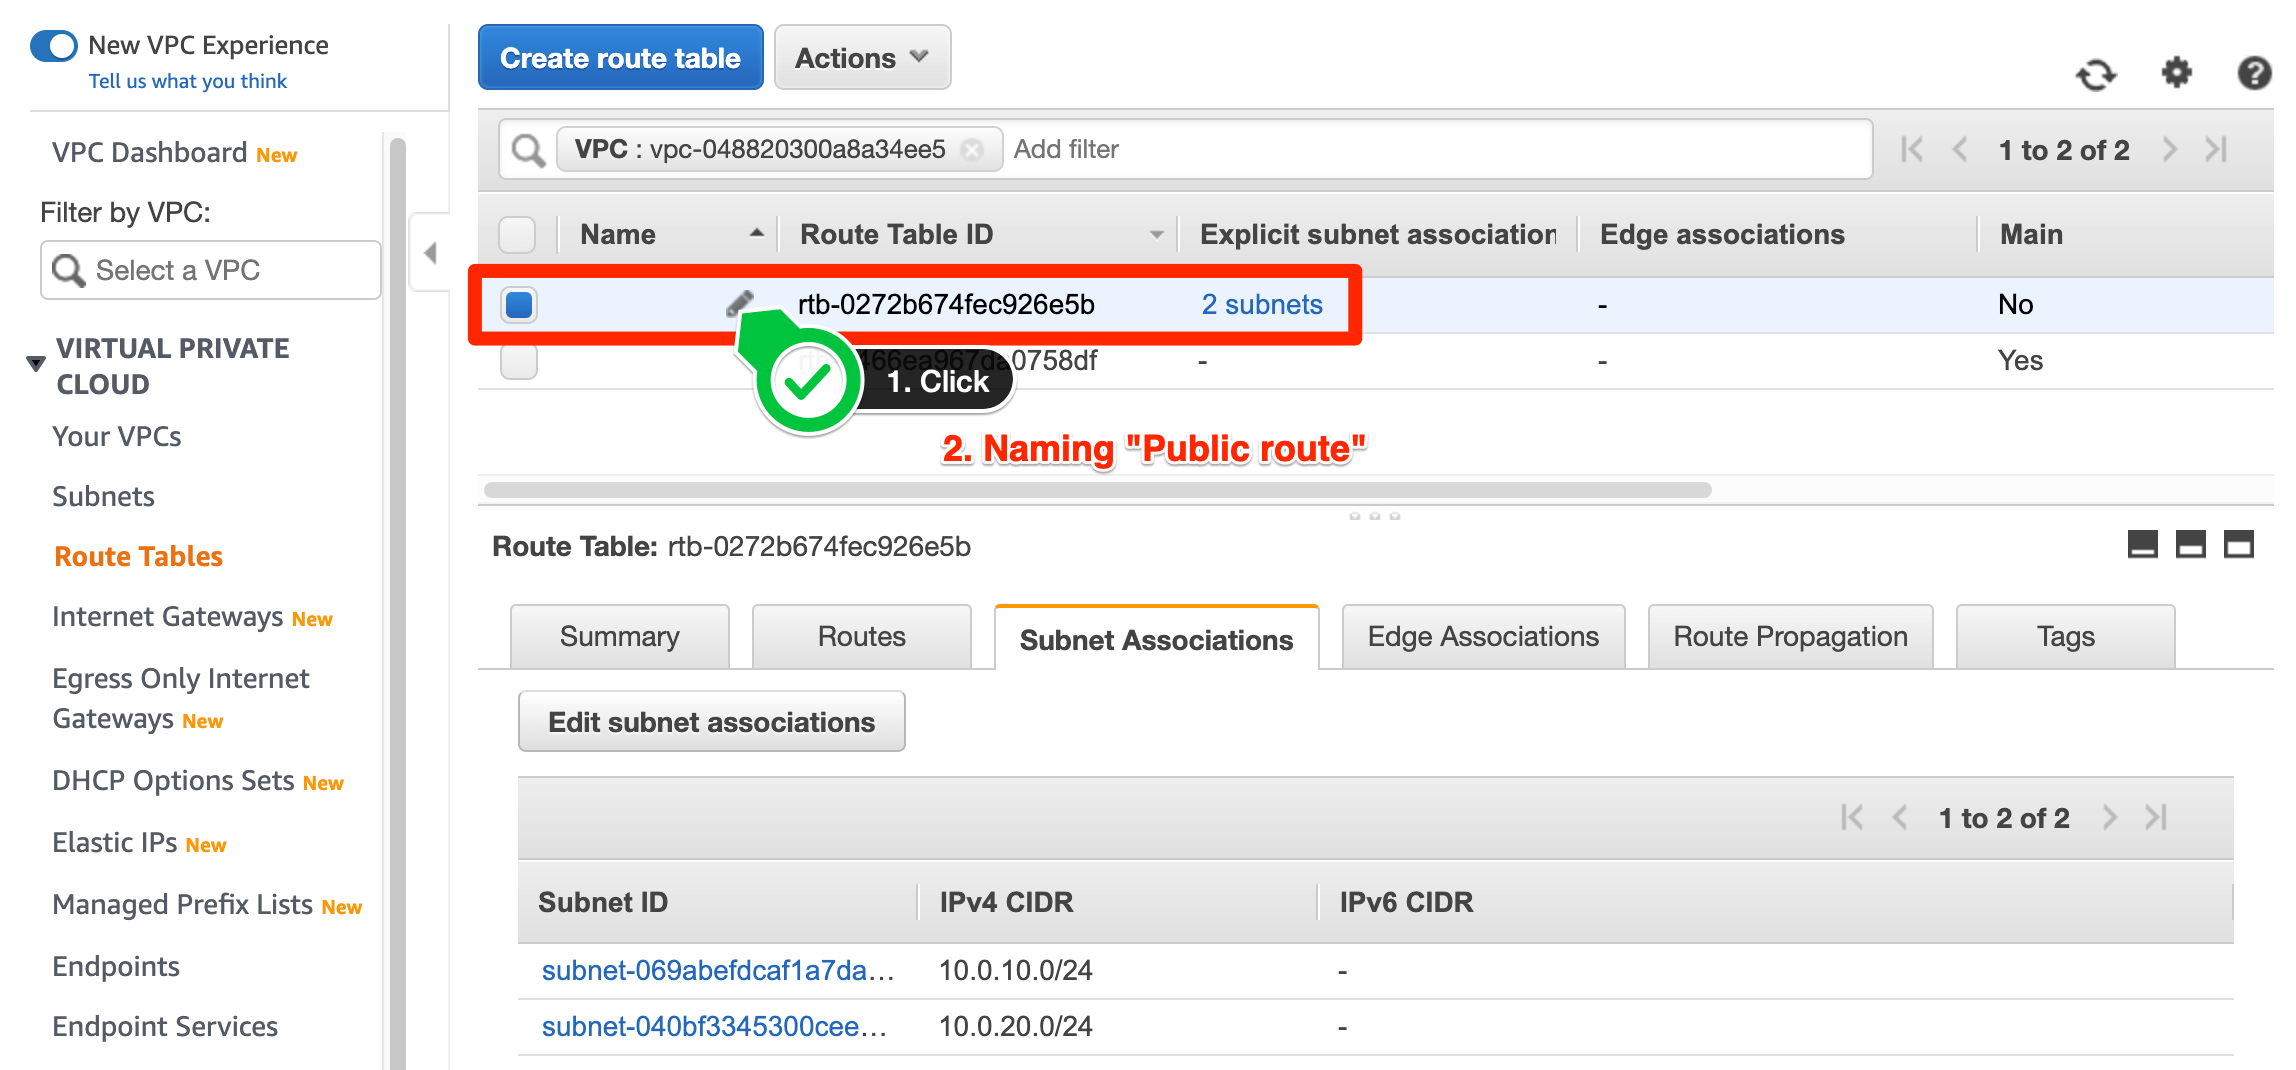 New VPC Experience
Tell us what you think
VPC Dashboard New
Filter by VPC:
Select a VPC
VIRTUAL PRIVATE
CLOUD
Your VPCs
Subnets
Route Tables
Internet Gateways New
Egress Only Internet
Gateways New
DHCP Options Sets New
Elastic IPs New
Managed Prefix Lists New
Endpoints
Endpoint Services
Create route table
Actions
VPC : vpc-048820300a8a34ee5 Add filter
1 to 2 of 2
Name Route Table ID Explicit subnet association Edge associations Main
rtb-0272b674fec926e5b 2 subnets - No
- - Yes
1. Click
2. Naming "Public route"
Route Table: rtb-0272b674fec926e5b
Summary Routes Subnet Associations Edge Associations Route Propagation Tags
Edit subnet associations
1 to 2 of 2
Subnet ID IPv4 CIDR IPv6 CIDR
subnet-069abefdcaf1a7da... 10.0.10.0/24 -
subnet-040bf3345300cee... 10.0.20.0/24 -